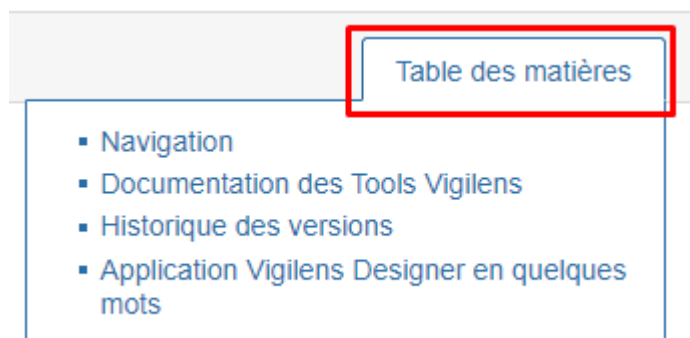 Table des matières
Navigation
Documentation des Tools Vigilens
Historique des versions
Application Vigilens Designer en quelques
mots